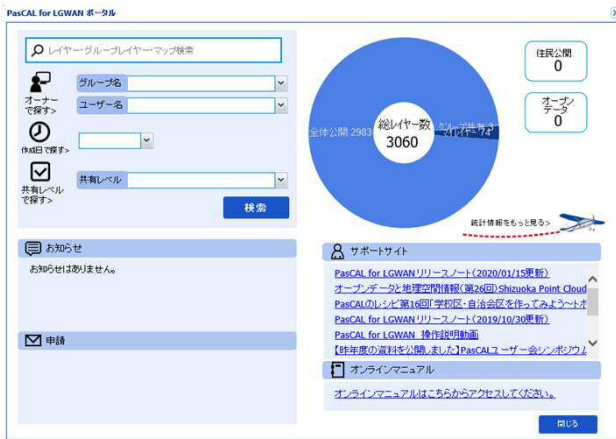 PasCAL for LGWAN ポータル
レイヤー・グループレイヤー・マップ検索
オーナーで探す>
グループ名
ユーザー名
作成日で探す>
共有レベルで探す>
共有レベル
検索
全体公開 2983
総レイヤー数
3060
住民公開
0
オープンデータ
0
統計情報をもっと見る>
お知らせ
お知らせはありません。
申請
サポートサイト
PasCAL for LGWANリリースノート(2020/01/15更新)
オープンデータと地理空間情報(第26回)Shizuoka Point Cloud
PasCALのレシピ第16回「学校区・自治会区を作ってみよう～トポ
PasCAL for LGWANリリースノート(2019/10/30更新)
PasCAL for LGWAN 操作説明動画
【昨年度の資料を公開しました】PasCALユーザー会シンポジウム
オンラインマニュアル
オンラインマニュアルはこちらからアクセスしてください。
閉じる